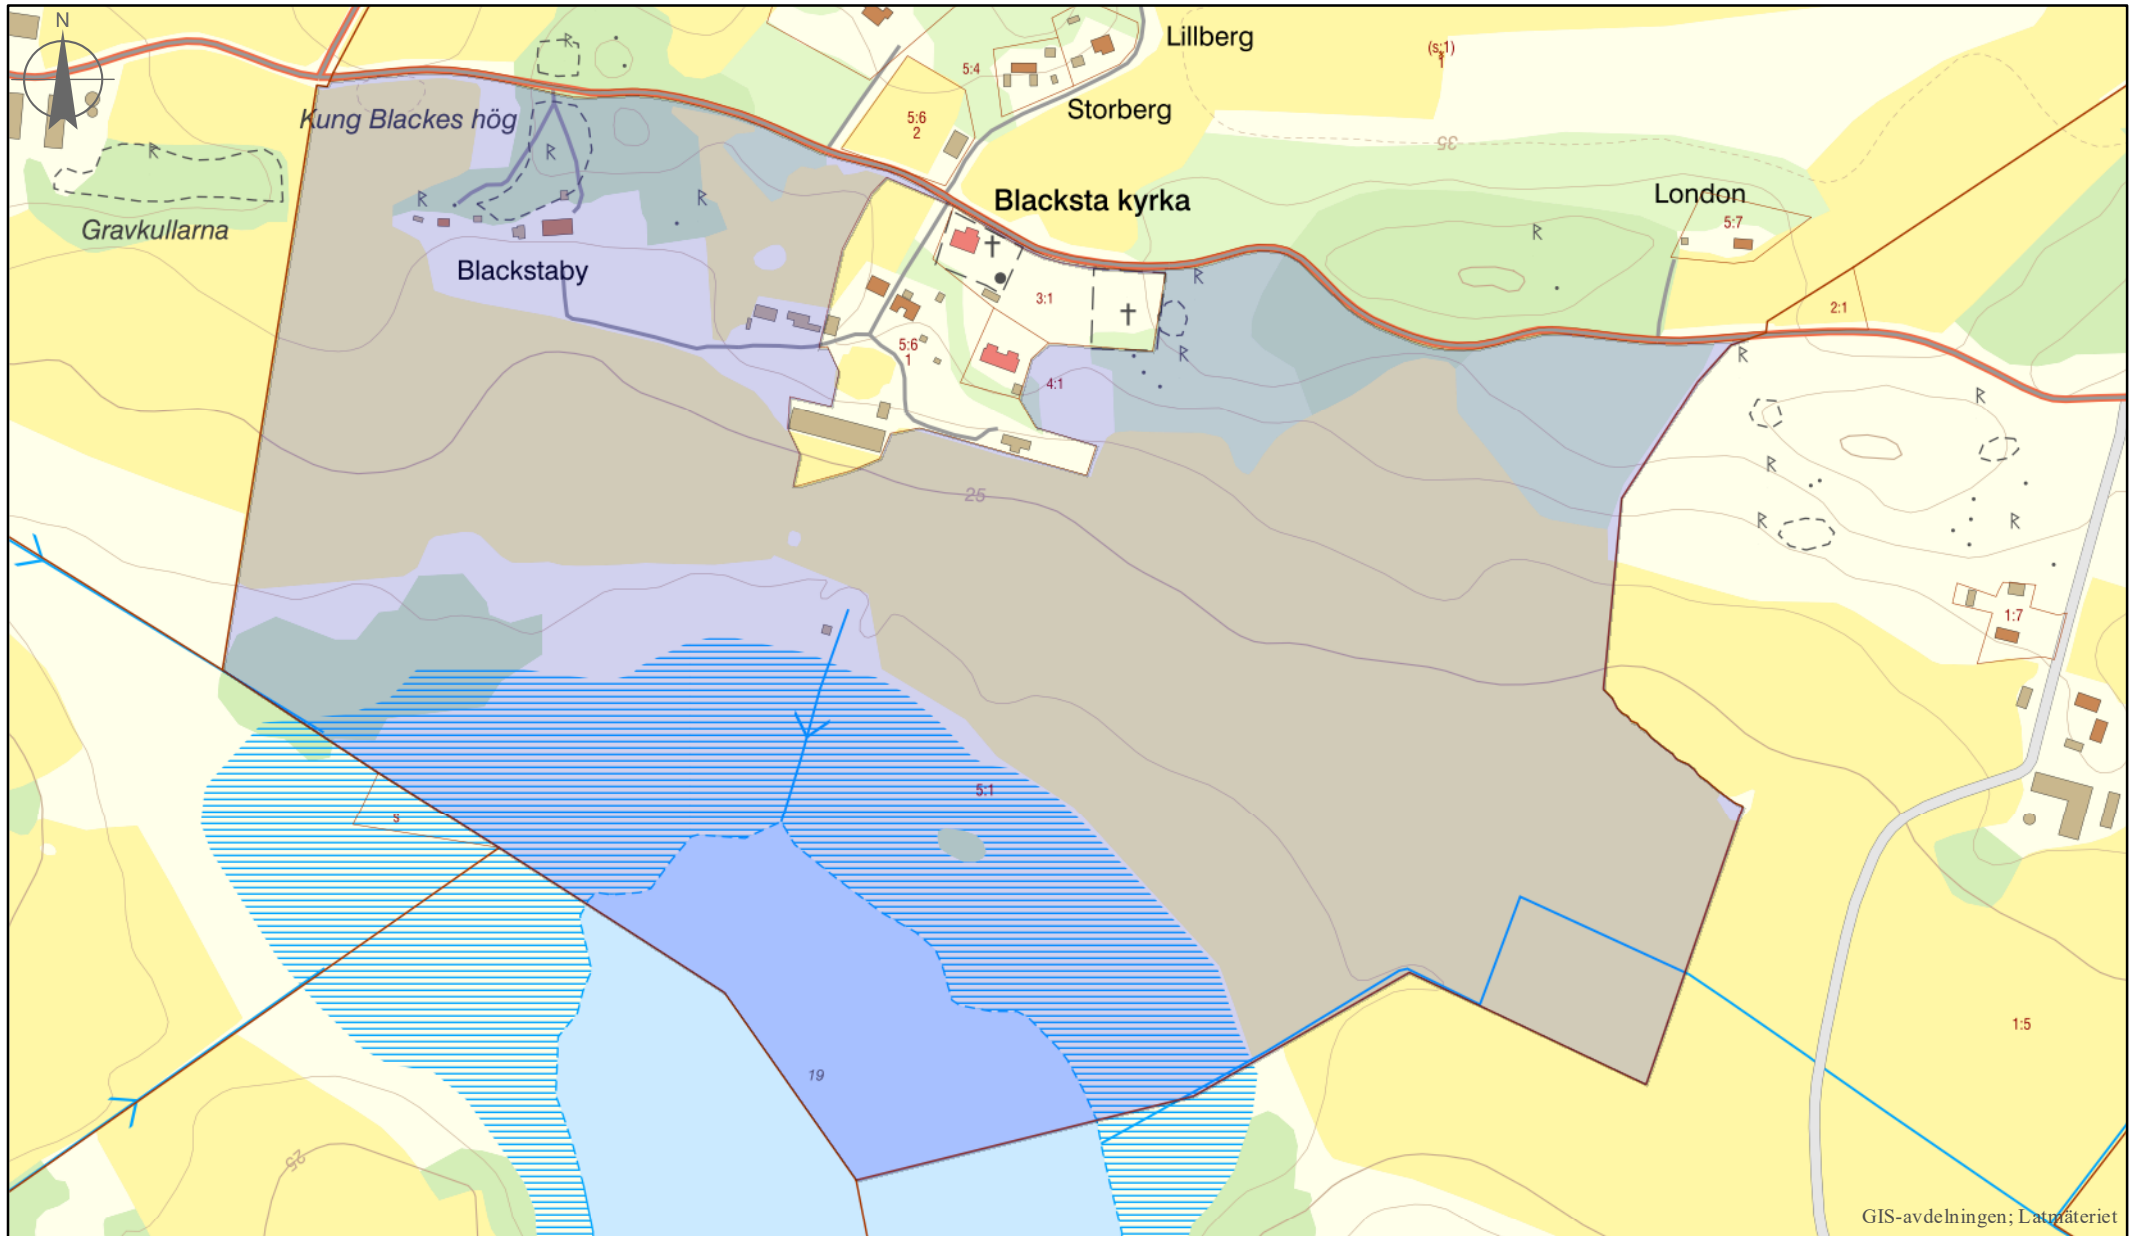 N
Lillberg
(s:1)
1
5:4
Storberg
5:6
2
Kung Blackes hög
R
R
R
R
R
35
Gravkullarna
Blacksta kyrka
London
5:7
R
Blackstaby
R
3:1
2:1
5:6
1
R
R
4:1
R
R
25
R
R
1:7
5:1
s
1:5
19
25
GIS-avdelningen; Latmäteriet